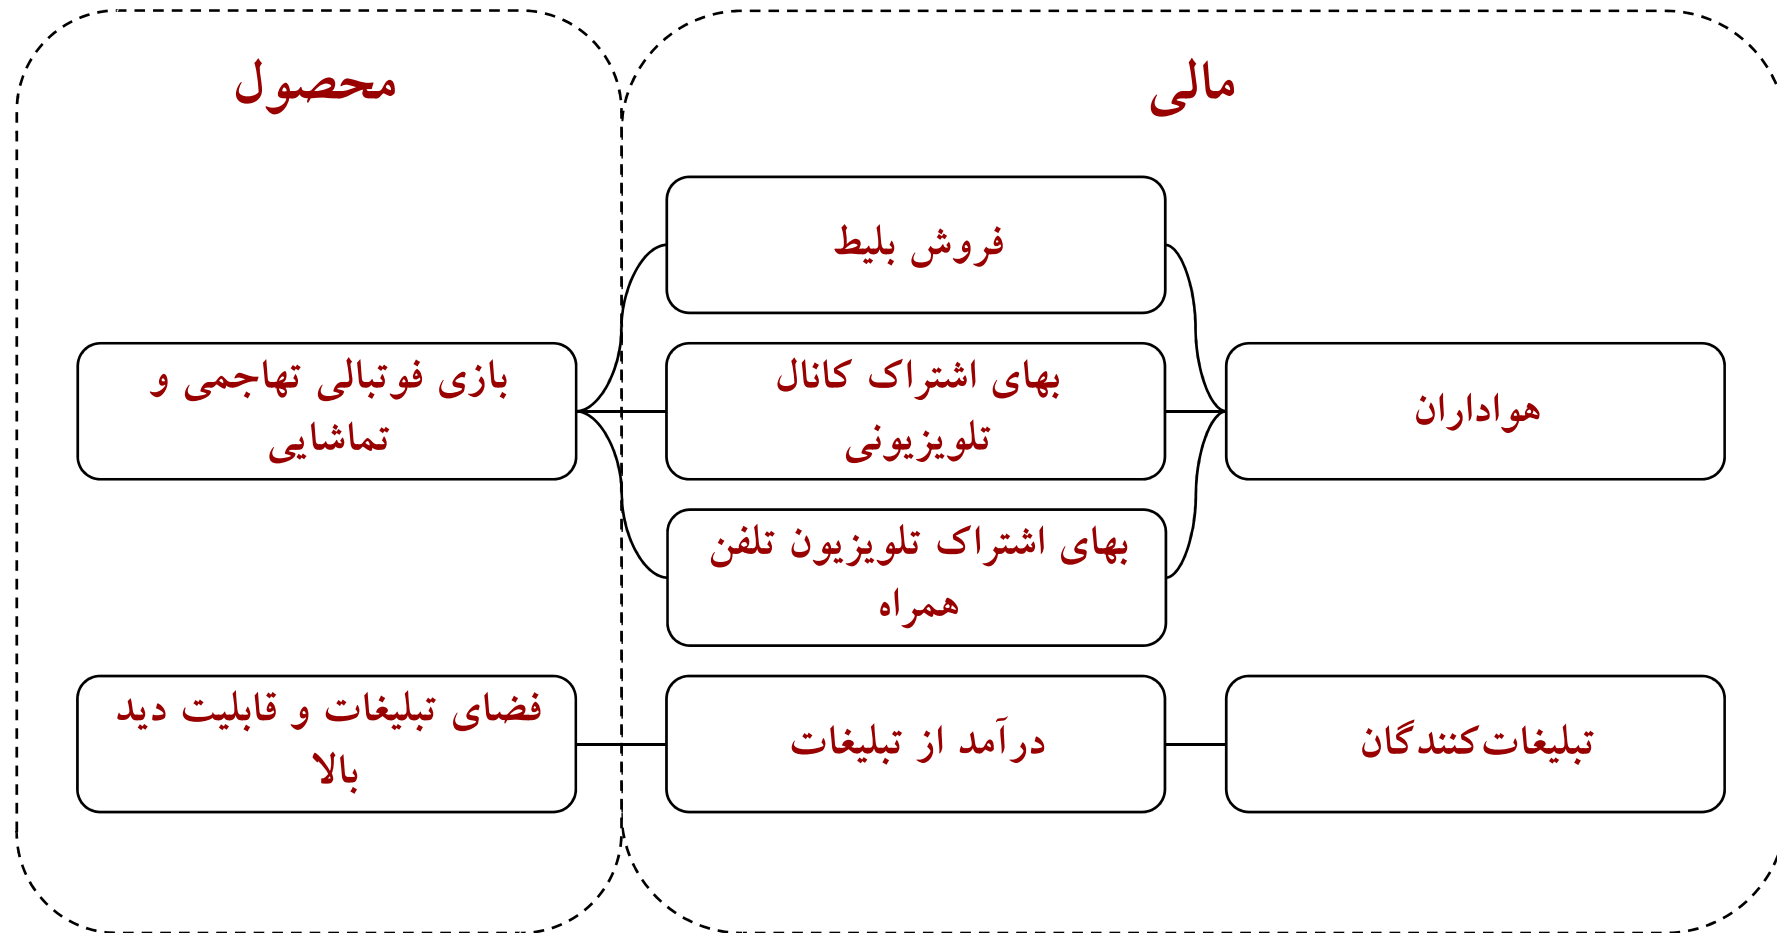 مالی
محصول
فروش بلیط
هواداران
بهای اشتراک کانال
تلویزیونی
بازی فوتبالی تهاجمی و
تماشایی
بهای اشتراک تلویزیون تلفن
همراه
تبلیغات‌کنندگان
درآمد از تبلیغات
فضای تبلیغات و قابلیت دید
بالا